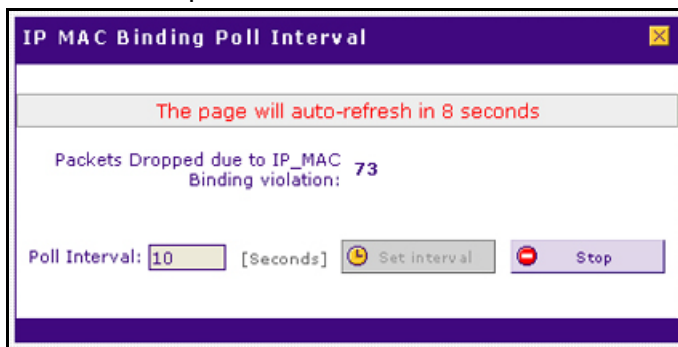 IP MAC Binding Poll Interval
The page will auto-refresh in 8 seconds
Packets Dropped due to IP_MAC
Binding violation: 73
Poll Interval: 10 [Seconds] Set interval Stop